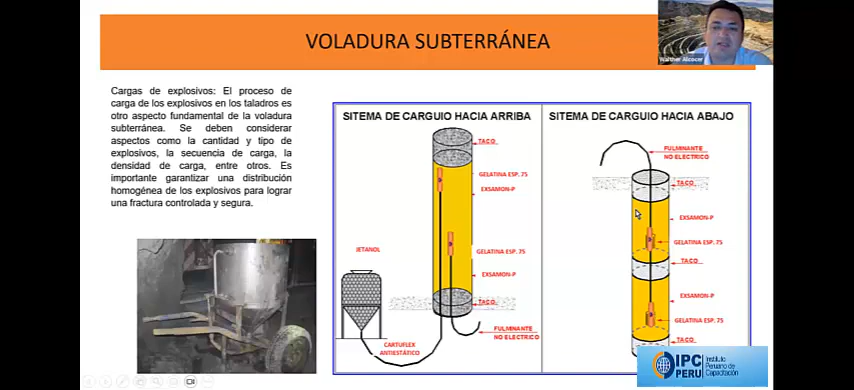 VOLADURA SUBTERRÁNEA
Walther Alcocer
Cargas de explosivos: El proceso de
carga de los explosivos en los taladros es
otro aspecto fundamental de la voladura
subterránea. Se deben considerar
aspectos como la cantidad y tipo de
explosivos, la secuencia de carga, la
densidad de carga, entre otros. Es
importante garantizar una distribución
homogénea de los explosivos para lograr
una fractura controlada y segura.
SITEMA DE CARGUIO HACIA ARRIBA
TACO
GELATINA ESP. 75
EXSAMON-P
JETANOL
GELATINA ESP. 75
EXSAMON-P
TACO
FULMINANTE
NO ELECTRICO
CARTUFLEX
ANTIESTÁTICO
SITEMA DE CARGUIO HACIA ABAJO
FULMINANTE
NO ELECTRICO
TACO
EXSAMON-P
GELATINA ESP. 75
TACO
EXSAMON-P
GELATINA ESP. 75
TACO
IPC
PERU
Instituto
Peruano de
Capacitación